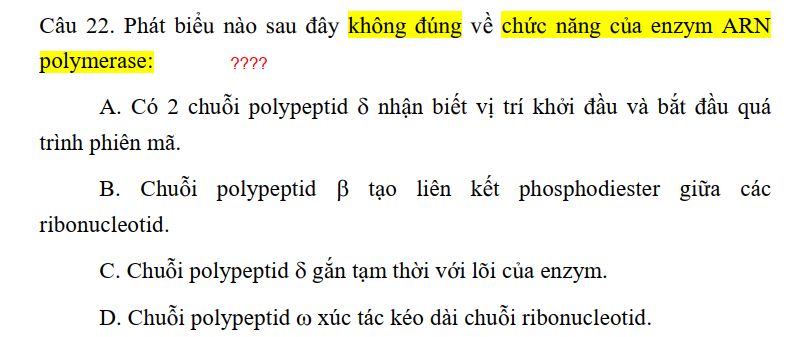 Câu 22. Phát biểu nào sau đây không đúng về chức năng của enzym ARN
polymerase: ????
A. Có 2 chuỗi polypeptid δ nhận biết vị trí khởi đầu và bắt đầu quá
trình phiên mã.
B. Chuỗi polypeptid β tạo liên kết phosphodiester giữa các
ribonucleotid.
C. Chuỗi polypeptid δ gắn tạm thời với lõi của enzym.
D. Chuỗi polypeptid ω xúc tác kéo dài chuỗi ribonucleotid.